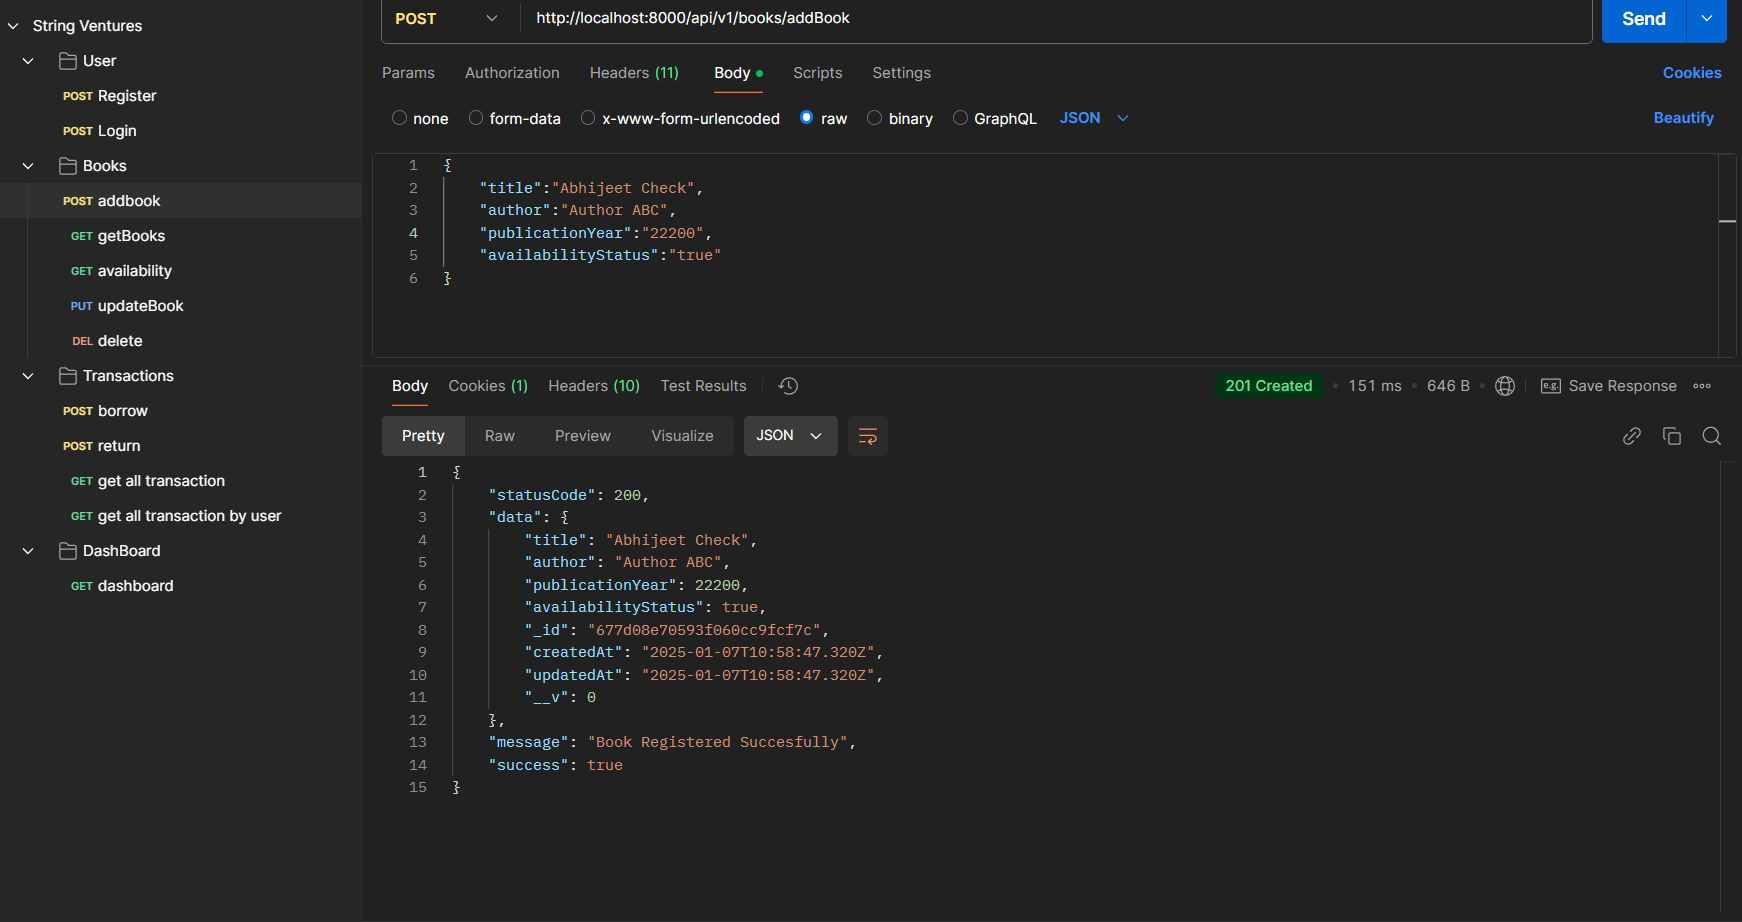 String Ventures
User
POST Register
POST Login
Books
POST addbook
GET getBooks
GET availability
PUT updateBook
DEL delete
Transactions
POST borrow
POST return
GET get all transaction
GET get all transaction by user
DashBoard
GET dashboard
POST http://localhost:8000/api/v1/books/addBook Send
Params Authorization Headers (11) Body Scripts Settings Cookies
none form-data x-www-form-urlencoded raw binary GraphQL JSON Beautify
1 {
2 "title":"Abhijeet Check",
3 "author":"Author ABC",
4 "publicationYear":"22200",
5 "availabilityStatus":"true"
6 }
Body Cookies (1) Headers (10) Test Results 201 Created 151 ms 646 B e.g. Save Response
Pretty Raw Preview Visualize JSON
1 {
2 "statusCode": 200,
3 "data": {
4 "title": "Abhijeet Check",
5 "author": "Author ABC",
6 "publicationYear": 22200,
7 "availabilityStatus": true,
8 "_id": "677d08e70593f060cc9fcf7c",
9 "createdAt": "2025-01-07T10:58:47.320Z",
10 "updatedAt": "2025-01-07T10:58:47.320Z",
11 "__v": 0
12 },
13 "message": "Book Registered Succesfully",
14 "success": true
15 }